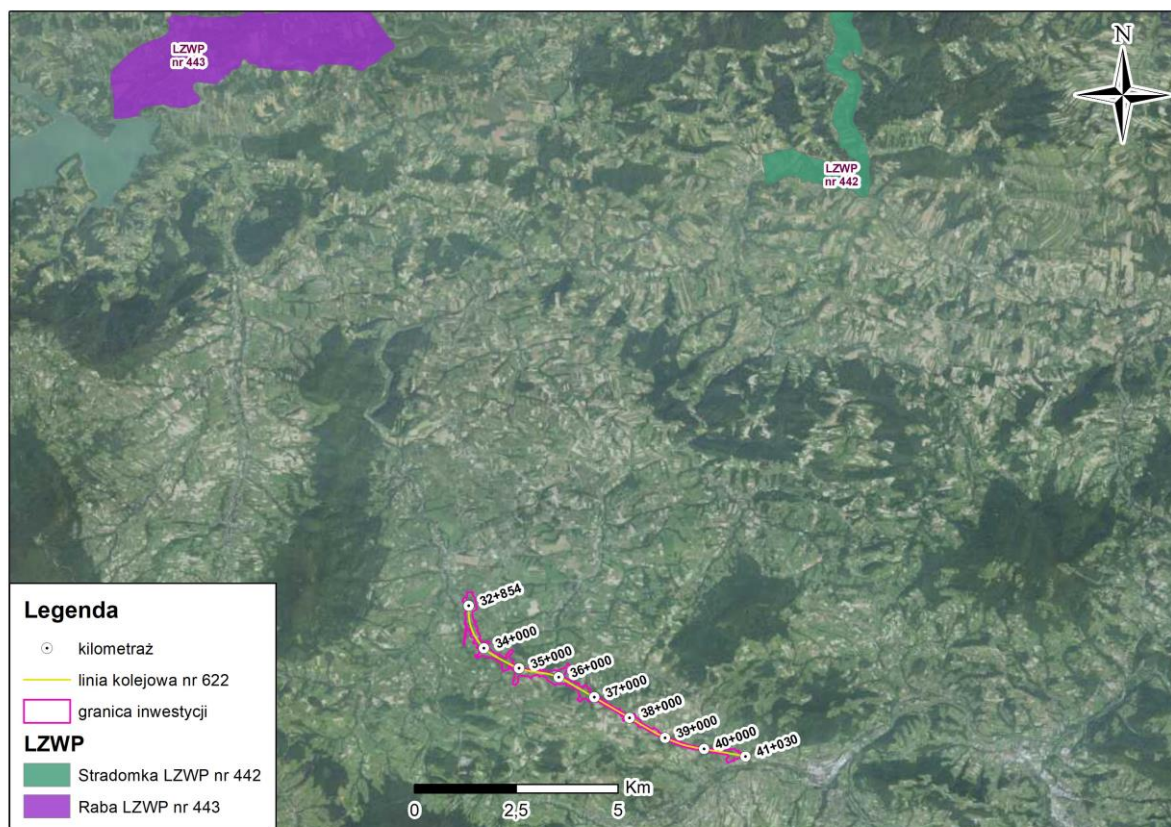 LZWP
nr 443
N
LZWP
nr 442
32+854
34+000
35+000
36+000
37+000
38+000
39+000
40+000
41+030
Legenda
kilometraż
linia kolejowa nr 622
granica inwestycji
LZWP
Stradomka LZWP nr 442
Raba LZWP nr 443
Km
0 2,5 5